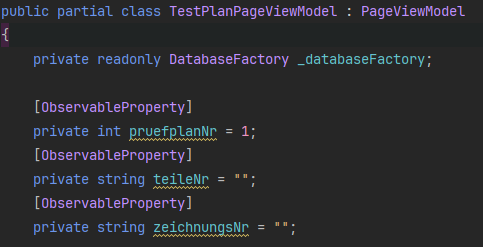 public partial class TestPlanPageViewModel : PageViewModel
{
    private readonly DatabaseFactory _databaseFactory;

    [ObservableProperty]
    private int pruefplanNr = 1;
    [ObservableProperty]
    private string teileNr = "";
    [ObservableProperty]
    private string zeichnungsNr = "";